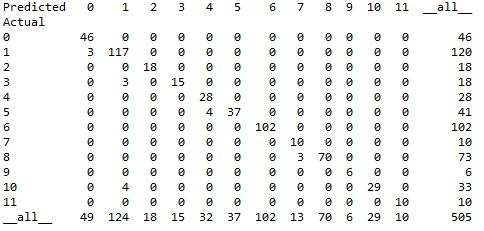 Predicted 0 1 2 3 4 5 6 7 8 9 10 11 __all__
Actual
0 46 0 0 0 0 0 0 0 0 0 0 0 46
1 3 117 0 0 0 0 0 0 0 0 0 0 120
2 0 0 18 0 0 0 0 0 0 0 0 0 18
3 0 3 0 15 0 0 0 0 0 0 0 0 18
4 0 0 0 0 28 0 0 0 0 0 0 0 28
5 0 0 0 0 4 37 0 0 0 0 0 0 41
6 0 0 0 0 0 0 102 0 0 0 0 0 102
7 0 0 0 0 0 0 0 10 0 0 0 0 10
8 0 0 0 0 0 0 0 3 70 0 0 0 73
9 0 0 0 0 0 0 0 0 0 6 0 0 6
10 0 4 0 0 0 0 0 0 0 0 29 0 33
11 0 0 0 0 0 0 0 0 0 0 0 10 10
__all__ 49 124 18 15 32 37 102 13 70 6 29 10 505